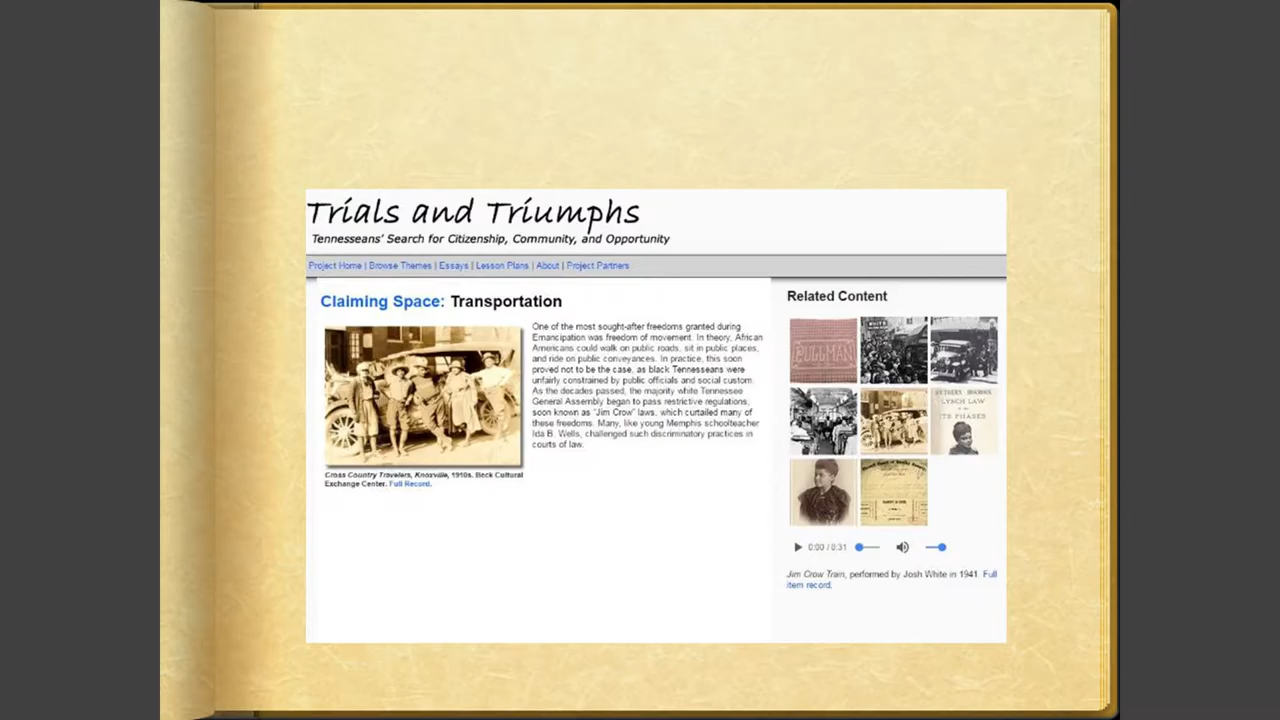 Trials and Triumphs
Tennesseans' Search for Citizenship, Community, and Opportunity
Project Home | Browse Themes | Essays | Lesson Plans | About | Project Partners
Claiming Space: Transportation
One of the most sought-after freedoms granted during
Emancipation was freedom of movement. In theory, African
Americans could walk on public roads, sit in public places,
and ride on public conveyances. In practice, this soon
proved not to be the case, as black Tennesseans were
unfairly constrained by public officials and social custom.
As the decades passed, the majority white Tennessee
General Assembly began to pass restrictive regulations,
soon known as "Jim Crow" laws, which curtailed many of
these freedoms. Many, like young Memphis schoolteacher
Ida B. Wells, challenged such discriminatory practices in
courts of law.
Cross Country Travelers, Knoxville, 1910s. Beck Cultural
Exchange Center. Full Record.
Related Content
PULLMAN
SOUTHERN HORRORS
LYNCH LAW
ITS PHASES
0:00 / 0:31
Jim Crow Train, performed by Josh White in 1941 Full
item record.